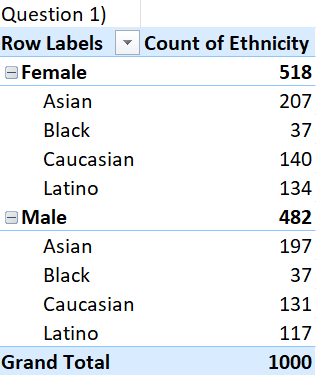 Question 1)
Row Labels Count of Ethnicity
Female 518
Asian 207
Black 37
Caucasian 140
Latino 134
Male 482
Asian 197
Black 37
Caucasian 131
Latino 117
Grand Total 1000